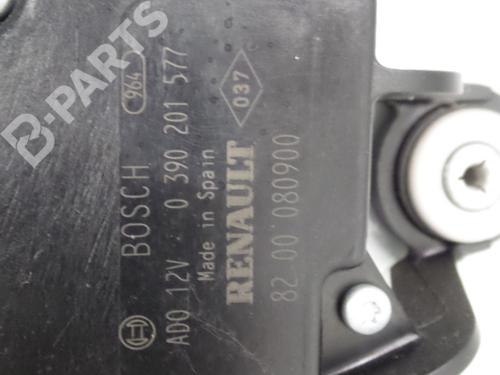 B-PARTS
964
BOSCH
ADO 12V 0 390 201 577
Made in Spain
RENAULT 037
82 00 080900